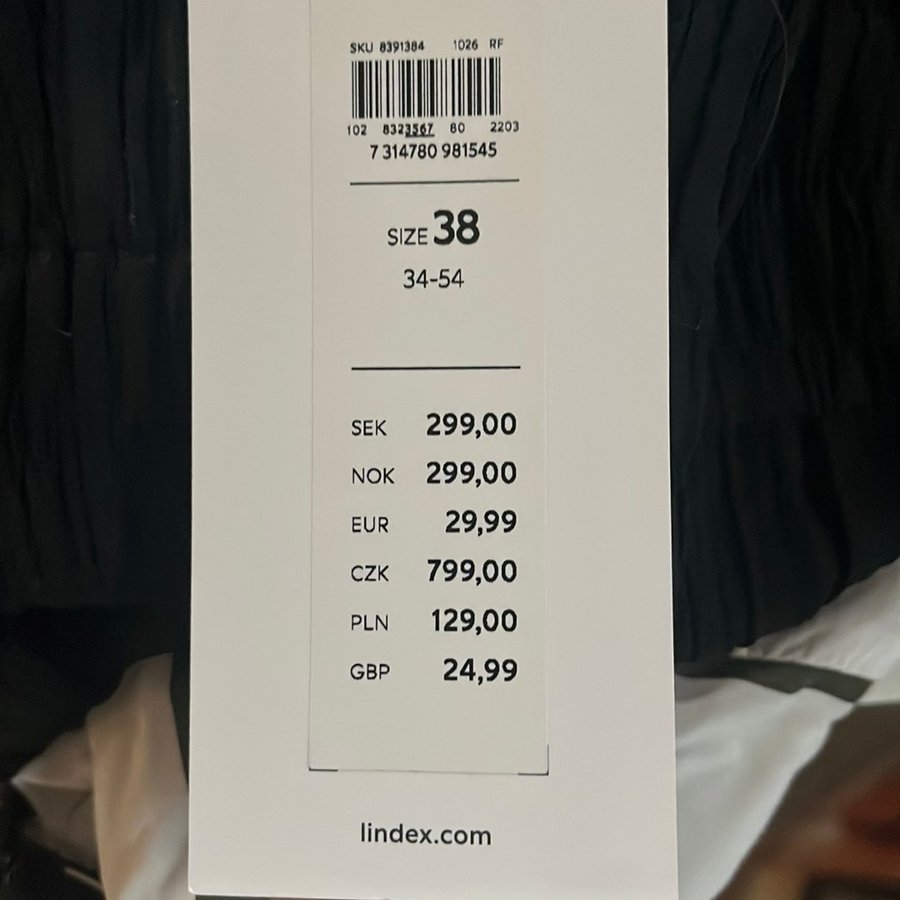 SKU 8391384 1026 RF
102 8323567 80 2203
7 314780 981545
SIZE 38
34-54
SEK 299,00
NOK 299,00
EUR 29,99
CZK 799,00
PLN 129,00
GBP 24,99
lindex.com